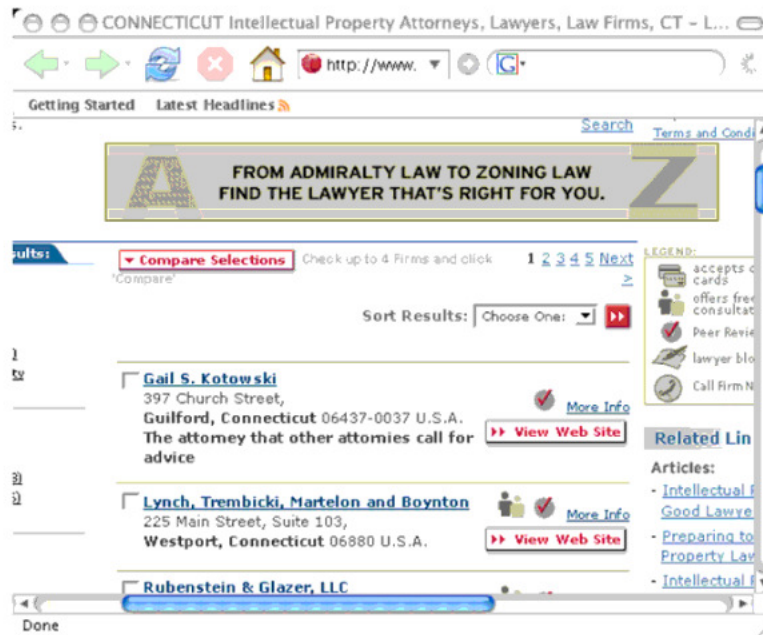 CONNECTICUT Intellectual Property Attorneys, Lawyers, Law Firms, CT - L...
http://www.
G
Getting Started Latest Headlines
s.
Search
Terms and Condi
A FROM ADMIRALTY LAW TO ZONING LAW Z
FIND THE LAWYER THAT'S RIGHT FOR YOU.
sults:
Compare Selections Check up to 4 Firms and click
'Compare'
1 2 3 4 5 Next
>
Sort Results: Choose One:
LEGEND:
accepts c
cards
offers free
consultat
Peer Revie
lawyer blo
Call Firm N
Gail S. Kotowski
397 Church Street,
Guilford, Connecticut 06437-0037 U.S.A.
The attorney that other attornies call for
advice
More Info
View Web Site
Lynch, Trembicki, Martelon and Boynton
225 Main Street, Suite 103,
Westport, Connecticut 06880 U.S.A.
More Info
View Web Site
Rubenstein & Glazer, LLC
Related Lin
Articles:
- Intellectual P
Good Lawye
- Preparing to
Property Law
- Intellectual P
Done